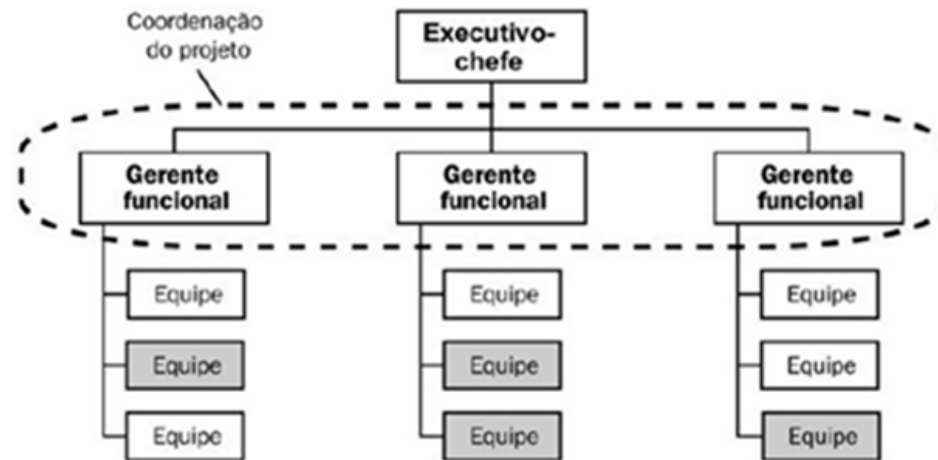 Coordenação
do projeto
Executivo-
chefe
Gerente
funcional
Gerente
funcional
Gerente
funcional
Equipe
Equipe
Equipe
Equipe
Equipe
Equipe
Equipe
Equipe
Equipe